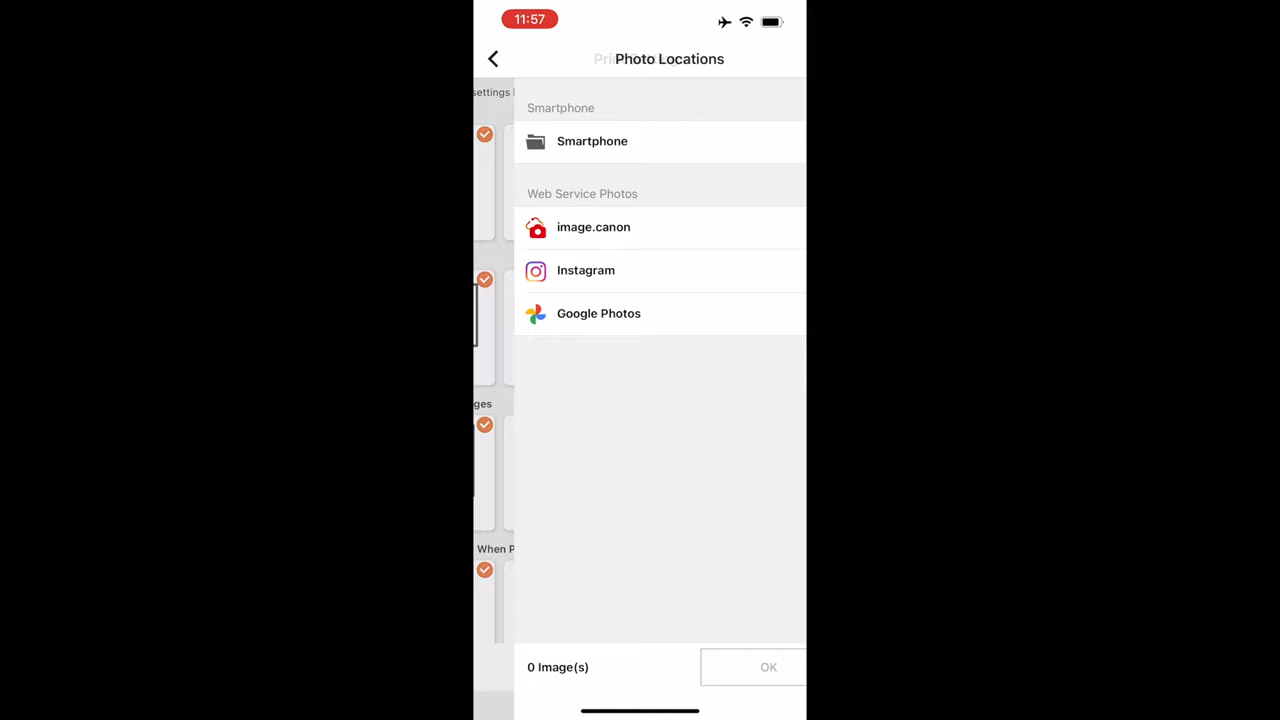 11:57
Photo Locations
settings
Smartphone
Smartphone
Web Service Photos
image.canon
Instagram
Google Photos
ges
When P
0 Image(s)
OK